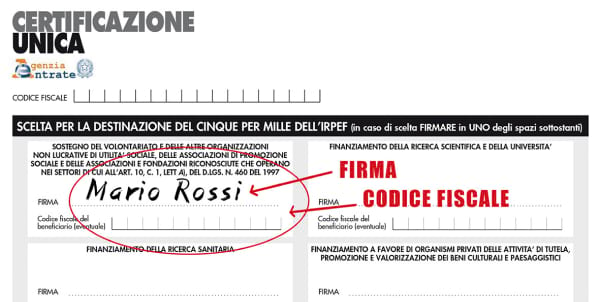 CERTIFICAZIONE
UNICA
Agenzia
Entrate
CODICE FISCALE
SCELTA PER LA DESTINAZIONE DEL CINQUE PER MILLE DELL'IRPEF (in caso di scelta FIRMARE in UNO degli spazi sottostanti)
SOSTEGNO DEL VOLONTARIATO E DELLE ALTRE ORGANIZZAZIONI
NON LUCRATIVE DI UTILITA' SOCIALE, DELLE ASSOCIAZIONI DI PROMOZIONE
SOCIALE E DELLE ASSOCIAZIONI E FONDAZIONI RICONOSCIUTE CHE OPERANO
NEI SETTORI DI CUI ALL'ART. 10, C. 1, LETT A), DEL D.LGS. N. 460 DEL 1997
Mario Rossi
FIRMA
Codice fiscale del
beneficiario (eventuale)
FINANZIAMENTO DELLA RICERCA SCIENTIFICA E DELLA UNIVERSITA'
FIRMA
CODICE FISCALE
FIRMA
Codice fiscale del
beneficiario (eventuale)
FINANZIAMENTO DELLA RICERCA SANITARIA
FIRMA
FINANZIAMENTO A FAVORE DI ORGANISMI PRIVATI DELLE ATTIVITA' DI TUTELA,
PROMOZIONE E VALORIZZAZIONE DEI BENI CULTURALI E PAESAGGISTICI
FIRMA